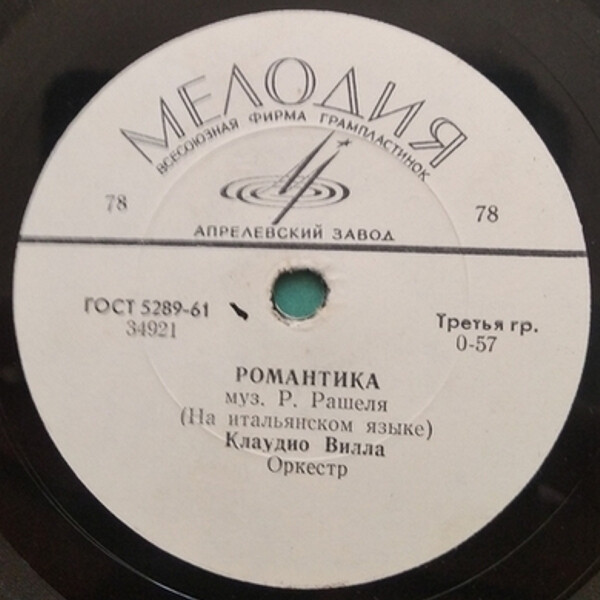 МЕЛОДИЯ
ВСЕСОЮЗНАЯ ФИРМА ГРАМПЛАСТИНОК
78 78
АПРЕЛЕВСКИЙ ЗАВОД
ГОСТ 5289-61 Третья гр.
34921 0-57
РОМАНТИКА
муз. Р. Рашеля
(На итальянском языке)
Клаудио Вилла
Оркестр